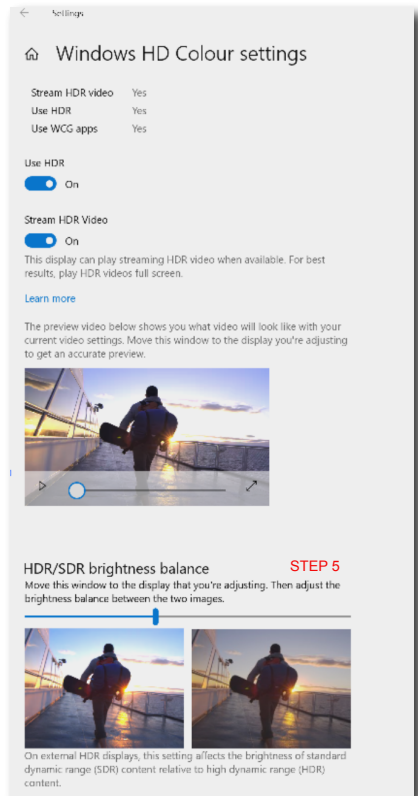 Settings
Windows HD Colour settings
Stream HDR video Yes
Use HDR Yes
Use WCG apps Yes
Use HDR
On
Stream HDR Video
On
This display can play streaming HDR video when available. For best
results, play HDR videos full screen.
Learn more
The preview video below shows you what video will look like with your
current video settings. Move this window to the display you're adjusting
to get an accurate preview.
HDR/SDR brightness balance STEP 5
Move this window to the display that you're adjusting. Then adjust the
brightness balance between the two images.
On external HDR displays, this setting affects the brightness of standard
dynamic range (SDR) content relative to high dynamic range (HDR)
content.